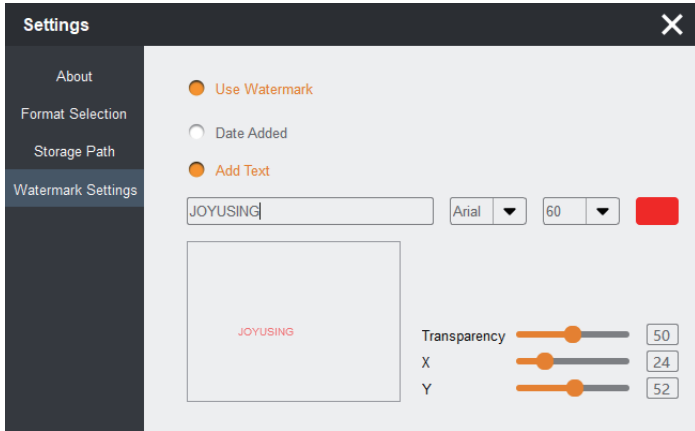 Settings
About
Format Selection
Storage Path
Watermark Settings
Use Watermark
Date Added
Add Text
JOYUSING Arial 60
JOYUSING
Transparency 50
X 24
Y 52